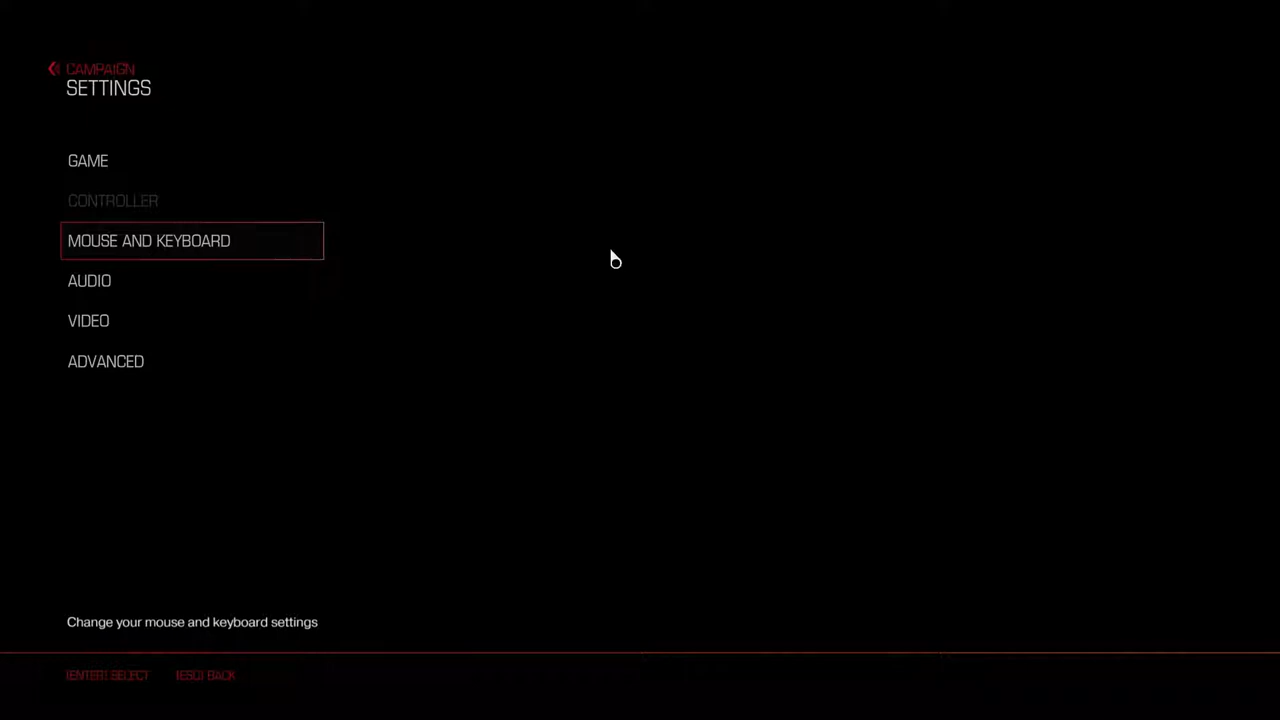 CAMPAIGN
SETTINGS
GAME
CONTROLLER
MOUSE AND KEYBOARD
AUDIO
VIDEO
ADVANCED
Change your mouse and keyboard settings
[ENTER] SELECT [ESC] BACK